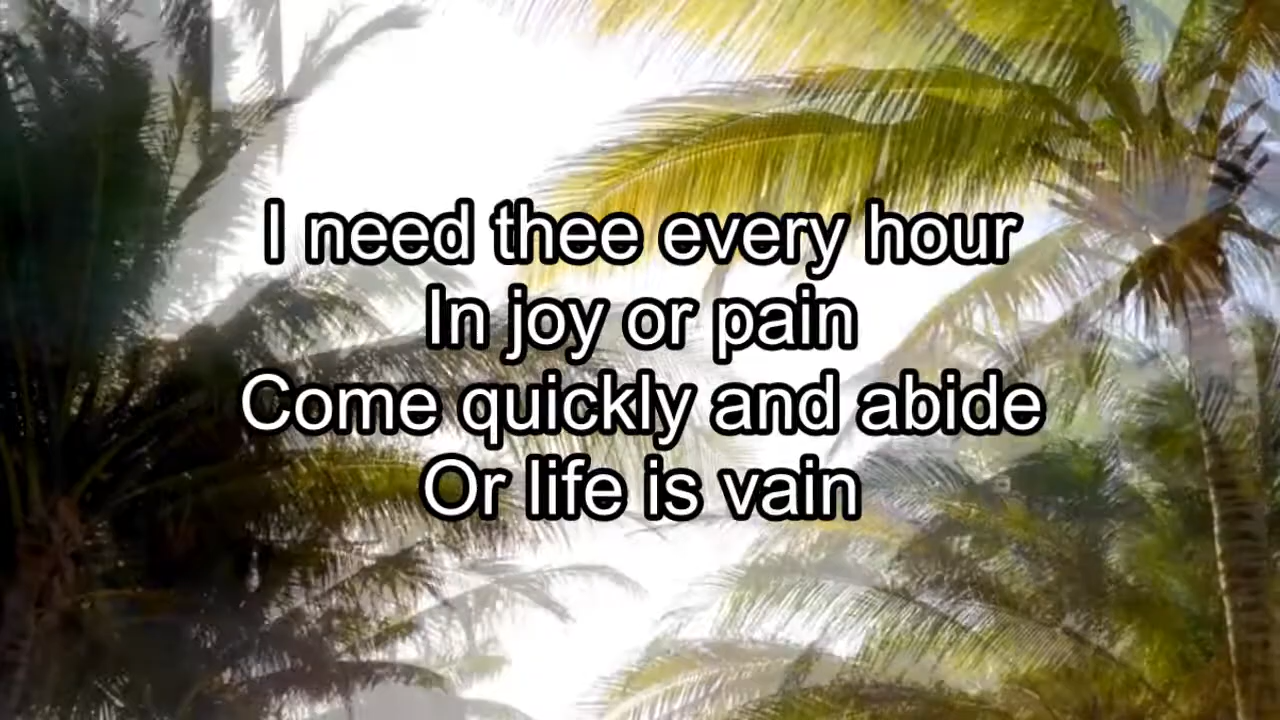 I need thee every hour
In joy or pain
Come quickly and abide
Or life is vain